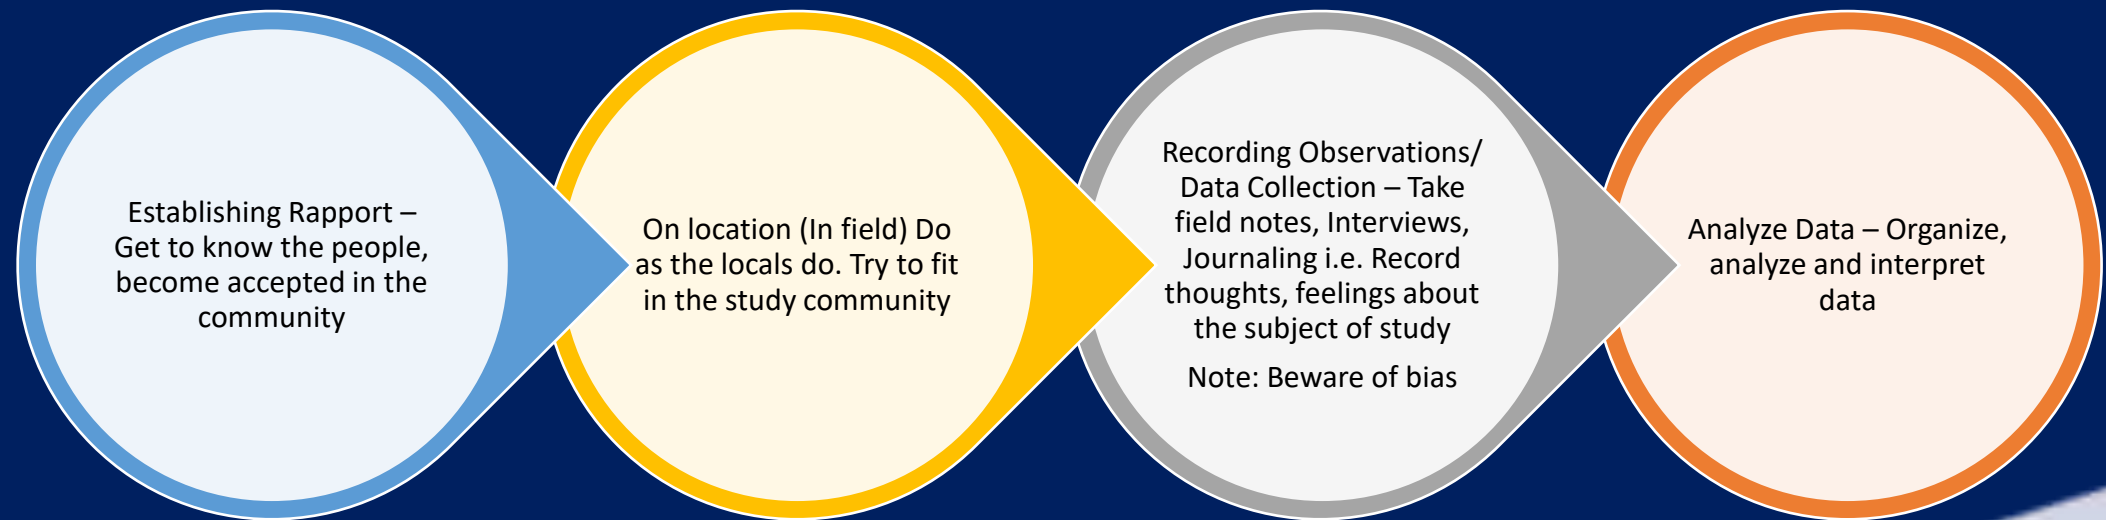 Establishing Rapport –
Get to know the people,
become accepted in the
community
On location (In field) Do
as the locals do. Try to fit
in the study community
Recording Observations/
Data Collection – Take
field notes, Interviews,
Journaling i.e. Record
thoughts, feelings about
the subject of study
Note: Beware of bias
Analyze Data – Organize,
analyze and interpret
data